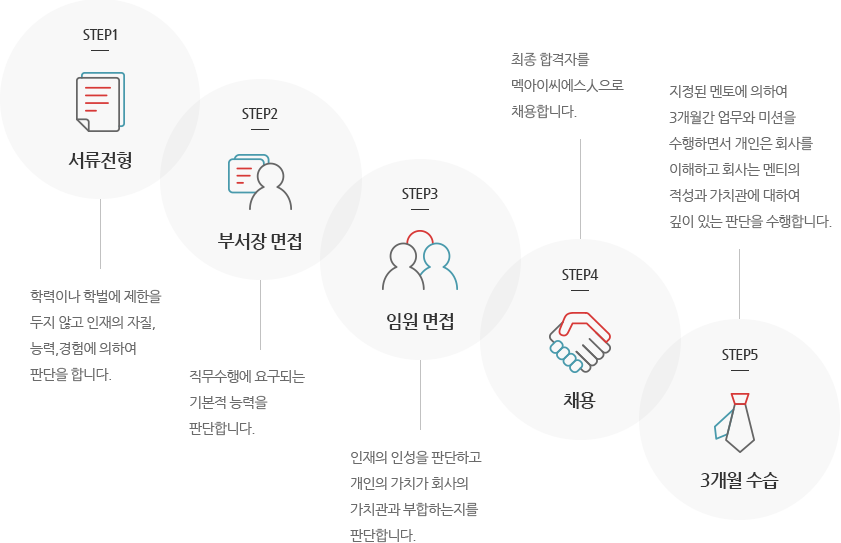 STEP1
서류전형
학력이나 학벌에 제한을
두지 않고 인재의 자질,
능력,경험에 의하여
판단을 합니다.
STEP2
부서장 면접
직무수행에 요구되는
기본적 능력을
판단합니다.
STEP3
임원 면접
인재의 인성을 판단하고
개인의 가치가 회사의
가치관과 부합하는지를
판단합니다.
최종 합격자를
멕아이씨에스人으로
채용합니다.
STEP4
채용
지정된 멘토에 의하여
3개월간 업무와 미션을
수행하면서 개인은 회사를
이해하고 회사는 멘티의
적성과 가치관에 대하여
깊이 있는 판단을 수행합니다.
STEP5
3개월 수습